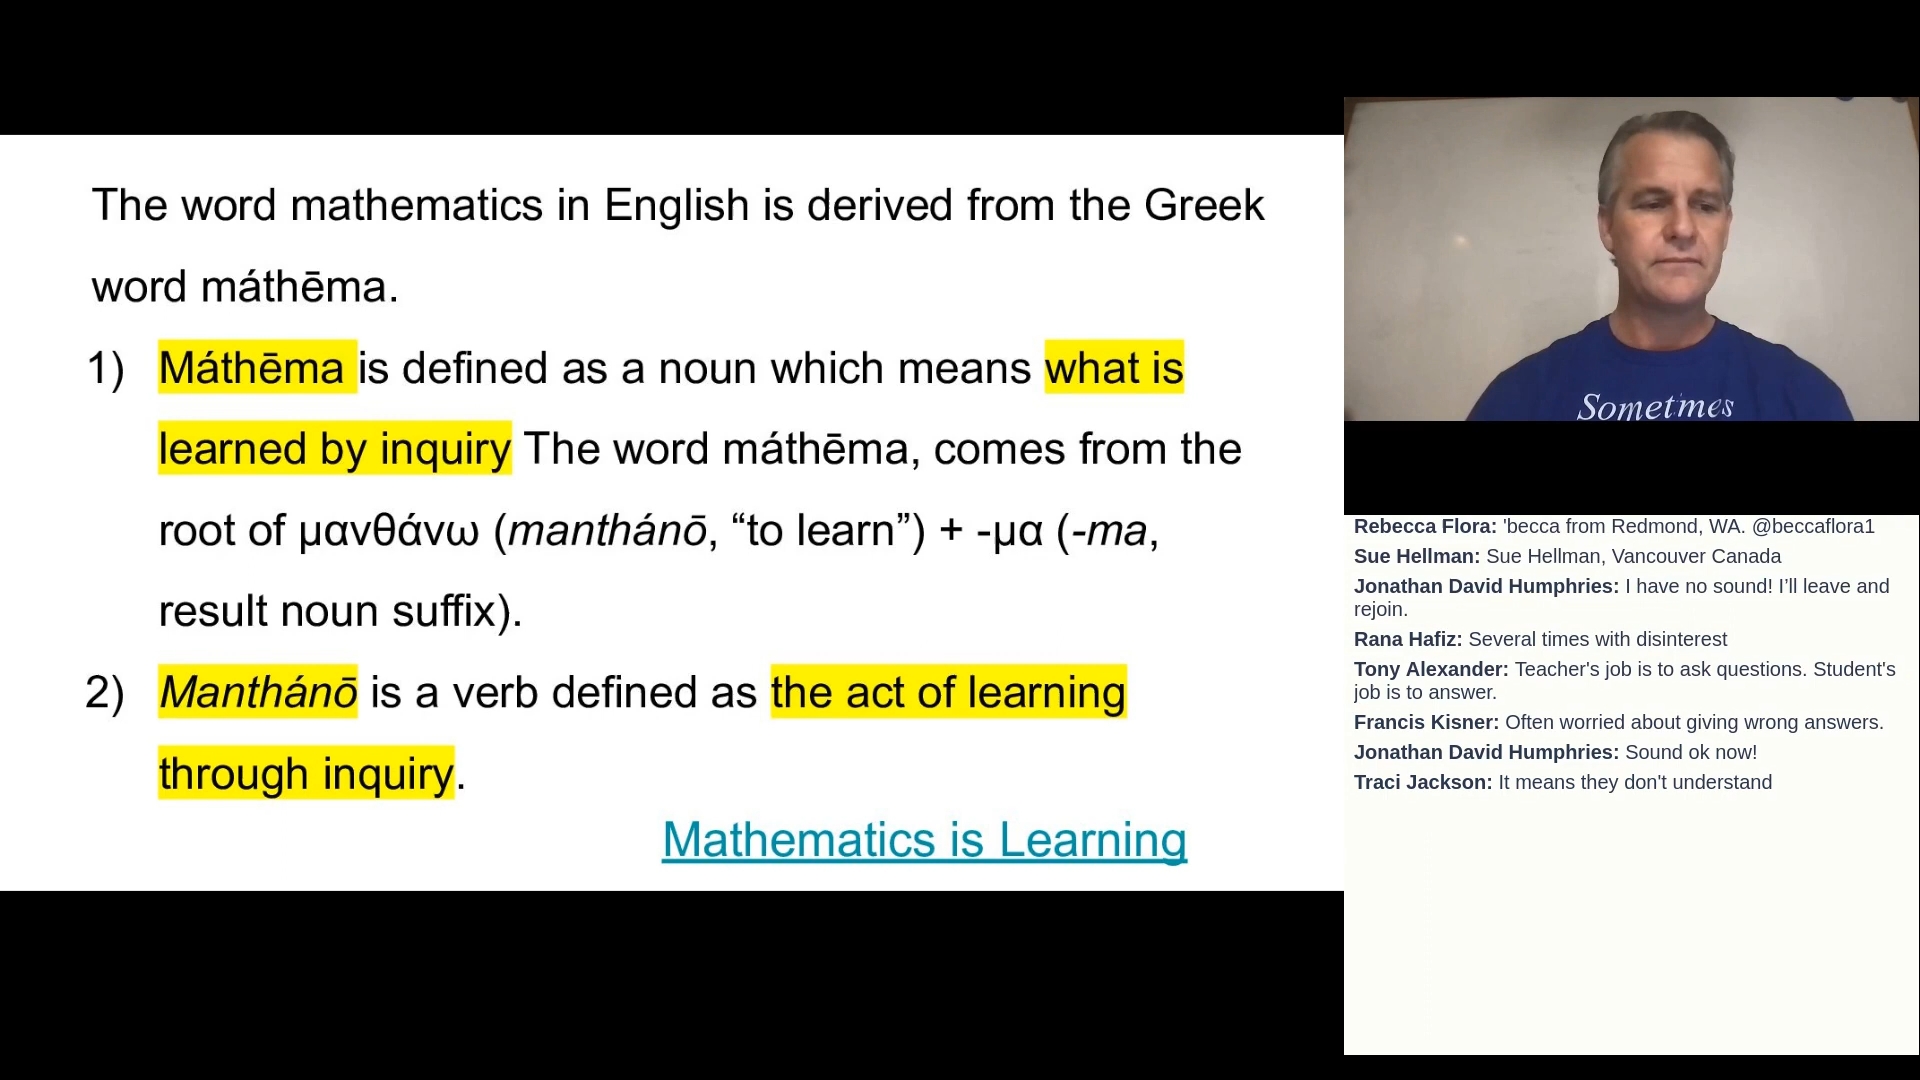 The word mathematics in English is derived from the Greek
word máthēma.
1) Máthēma is defined as a noun which means what is
learned by inquiry The word máthēma, comes from the
root of μανθάνω (manthánō, “to learn”) + -μα (-ma,
result noun suffix).
2) Manthánō is a verb defined as the act of learning
through inquiry.
Mathematics is Learning
Sometimes
Rebecca Flora: 'becca from Redmond, WA. @beccaflora1
Sue Hellman: Sue Hellman, Vancouver Canada
Jonathan David Humphries: I have no sound! I’ll leave and
rejoin.
Rana Hafiz: Several times with disinterest
Tony Alexander: Teacher's job is to ask questions. Student's
job is to answer.
Francis Kisner: Often worried about giving wrong answers.
Jonathan David Humphries: Sound ok now!
Traci Jackson: It means they don't understand